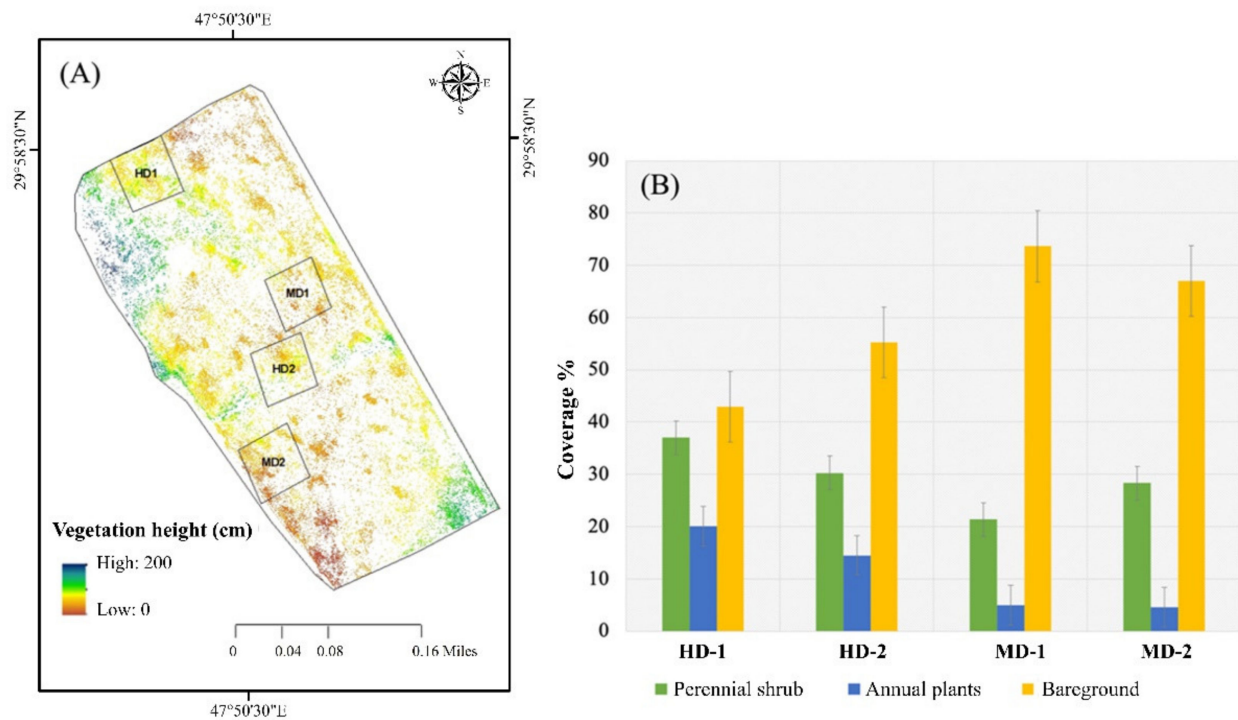 47°50'30"E
(A)
N
W E
S
29°58'30"N
29°58'30"N
HD1
MD1
HD2
MD2
Vegetation height (cm)
High: 200
Low: 0
0 0.04 0.08 0.16 Miles
47°50'30"E
(B)
90
80
70
60
50
40
30
20
10
0
Coverage %
HD-1 HD-2 MD-1 MD-2
Perennial shrub Annual plants Bareground